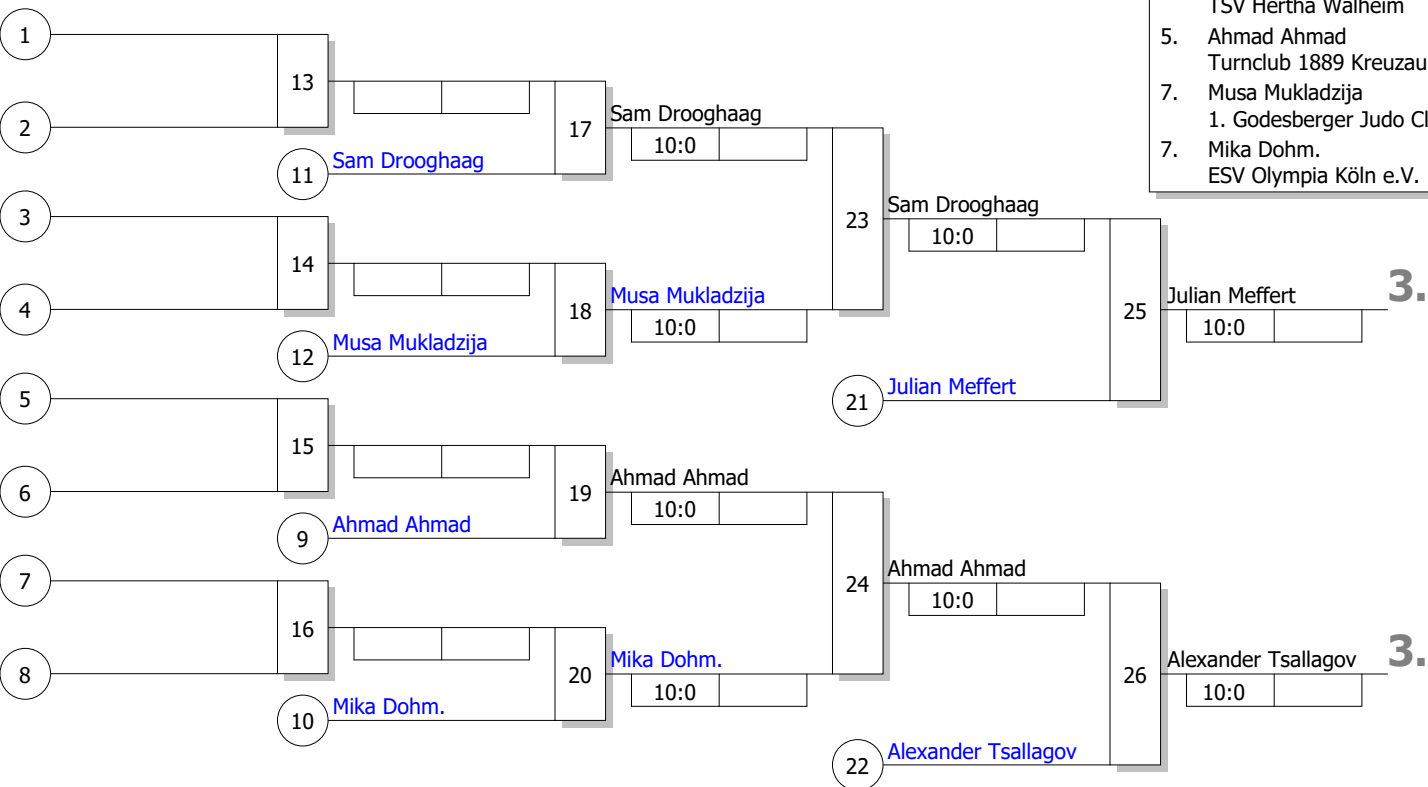 TSV Hertha Walheim
5. Ahmad Ahmad
Turnclub 1889 Kreuzau
7. Musa Mukladzija
1. Godesberger Judo Cl
7. Mika Dohm.
ESV Olympia Köln e.V.
1
13
2
17
Sam Drooghaag
10:0
11
Sam Drooghaag
3
23
Sam Drooghaag
10:0
14
4
18
Musa Mukladzija
10:0
12
Musa Mukladzija
25
Julian Meffert
3.
10:0
5
21
Julian Meffert
15
6
19
Ahmad Ahmad
10:0
9
Ahmad Ahmad
7
24
Ahmad Ahmad
10:0
16
8
20
Mika Dohm.
10:0
10
Mika Dohm.
26
Alexander Tsallagov
3.
10:0
22
Alexander Tsallagov